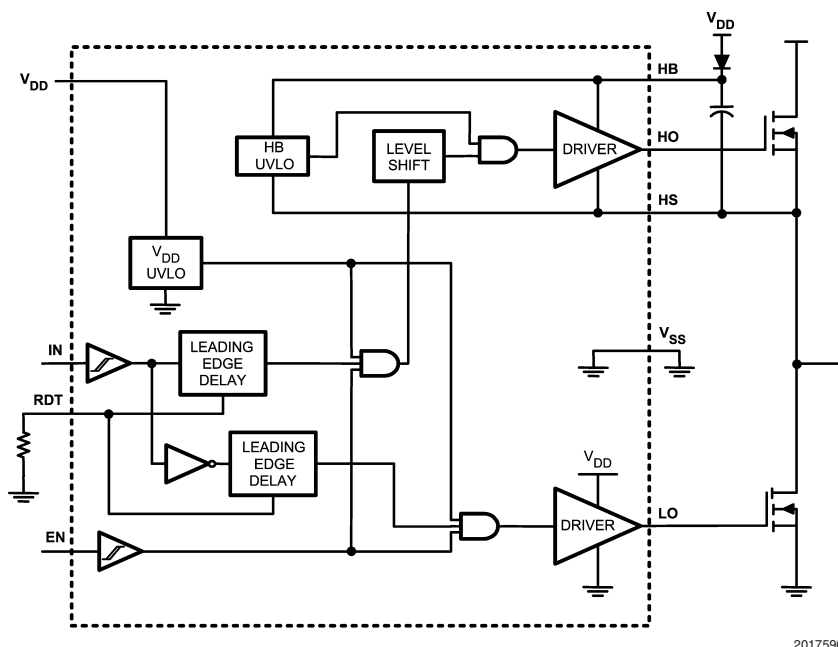 VDD
VDD
HB
HB
UVLO
LEVEL
SHIFT
DRIVER
HO
HS
VDD
UVLO
IN
LEADING
EDGE
DELAY
VSS
RDT
LEADING
EDGE
DELAY
VDD
EN
DRIVER
LO